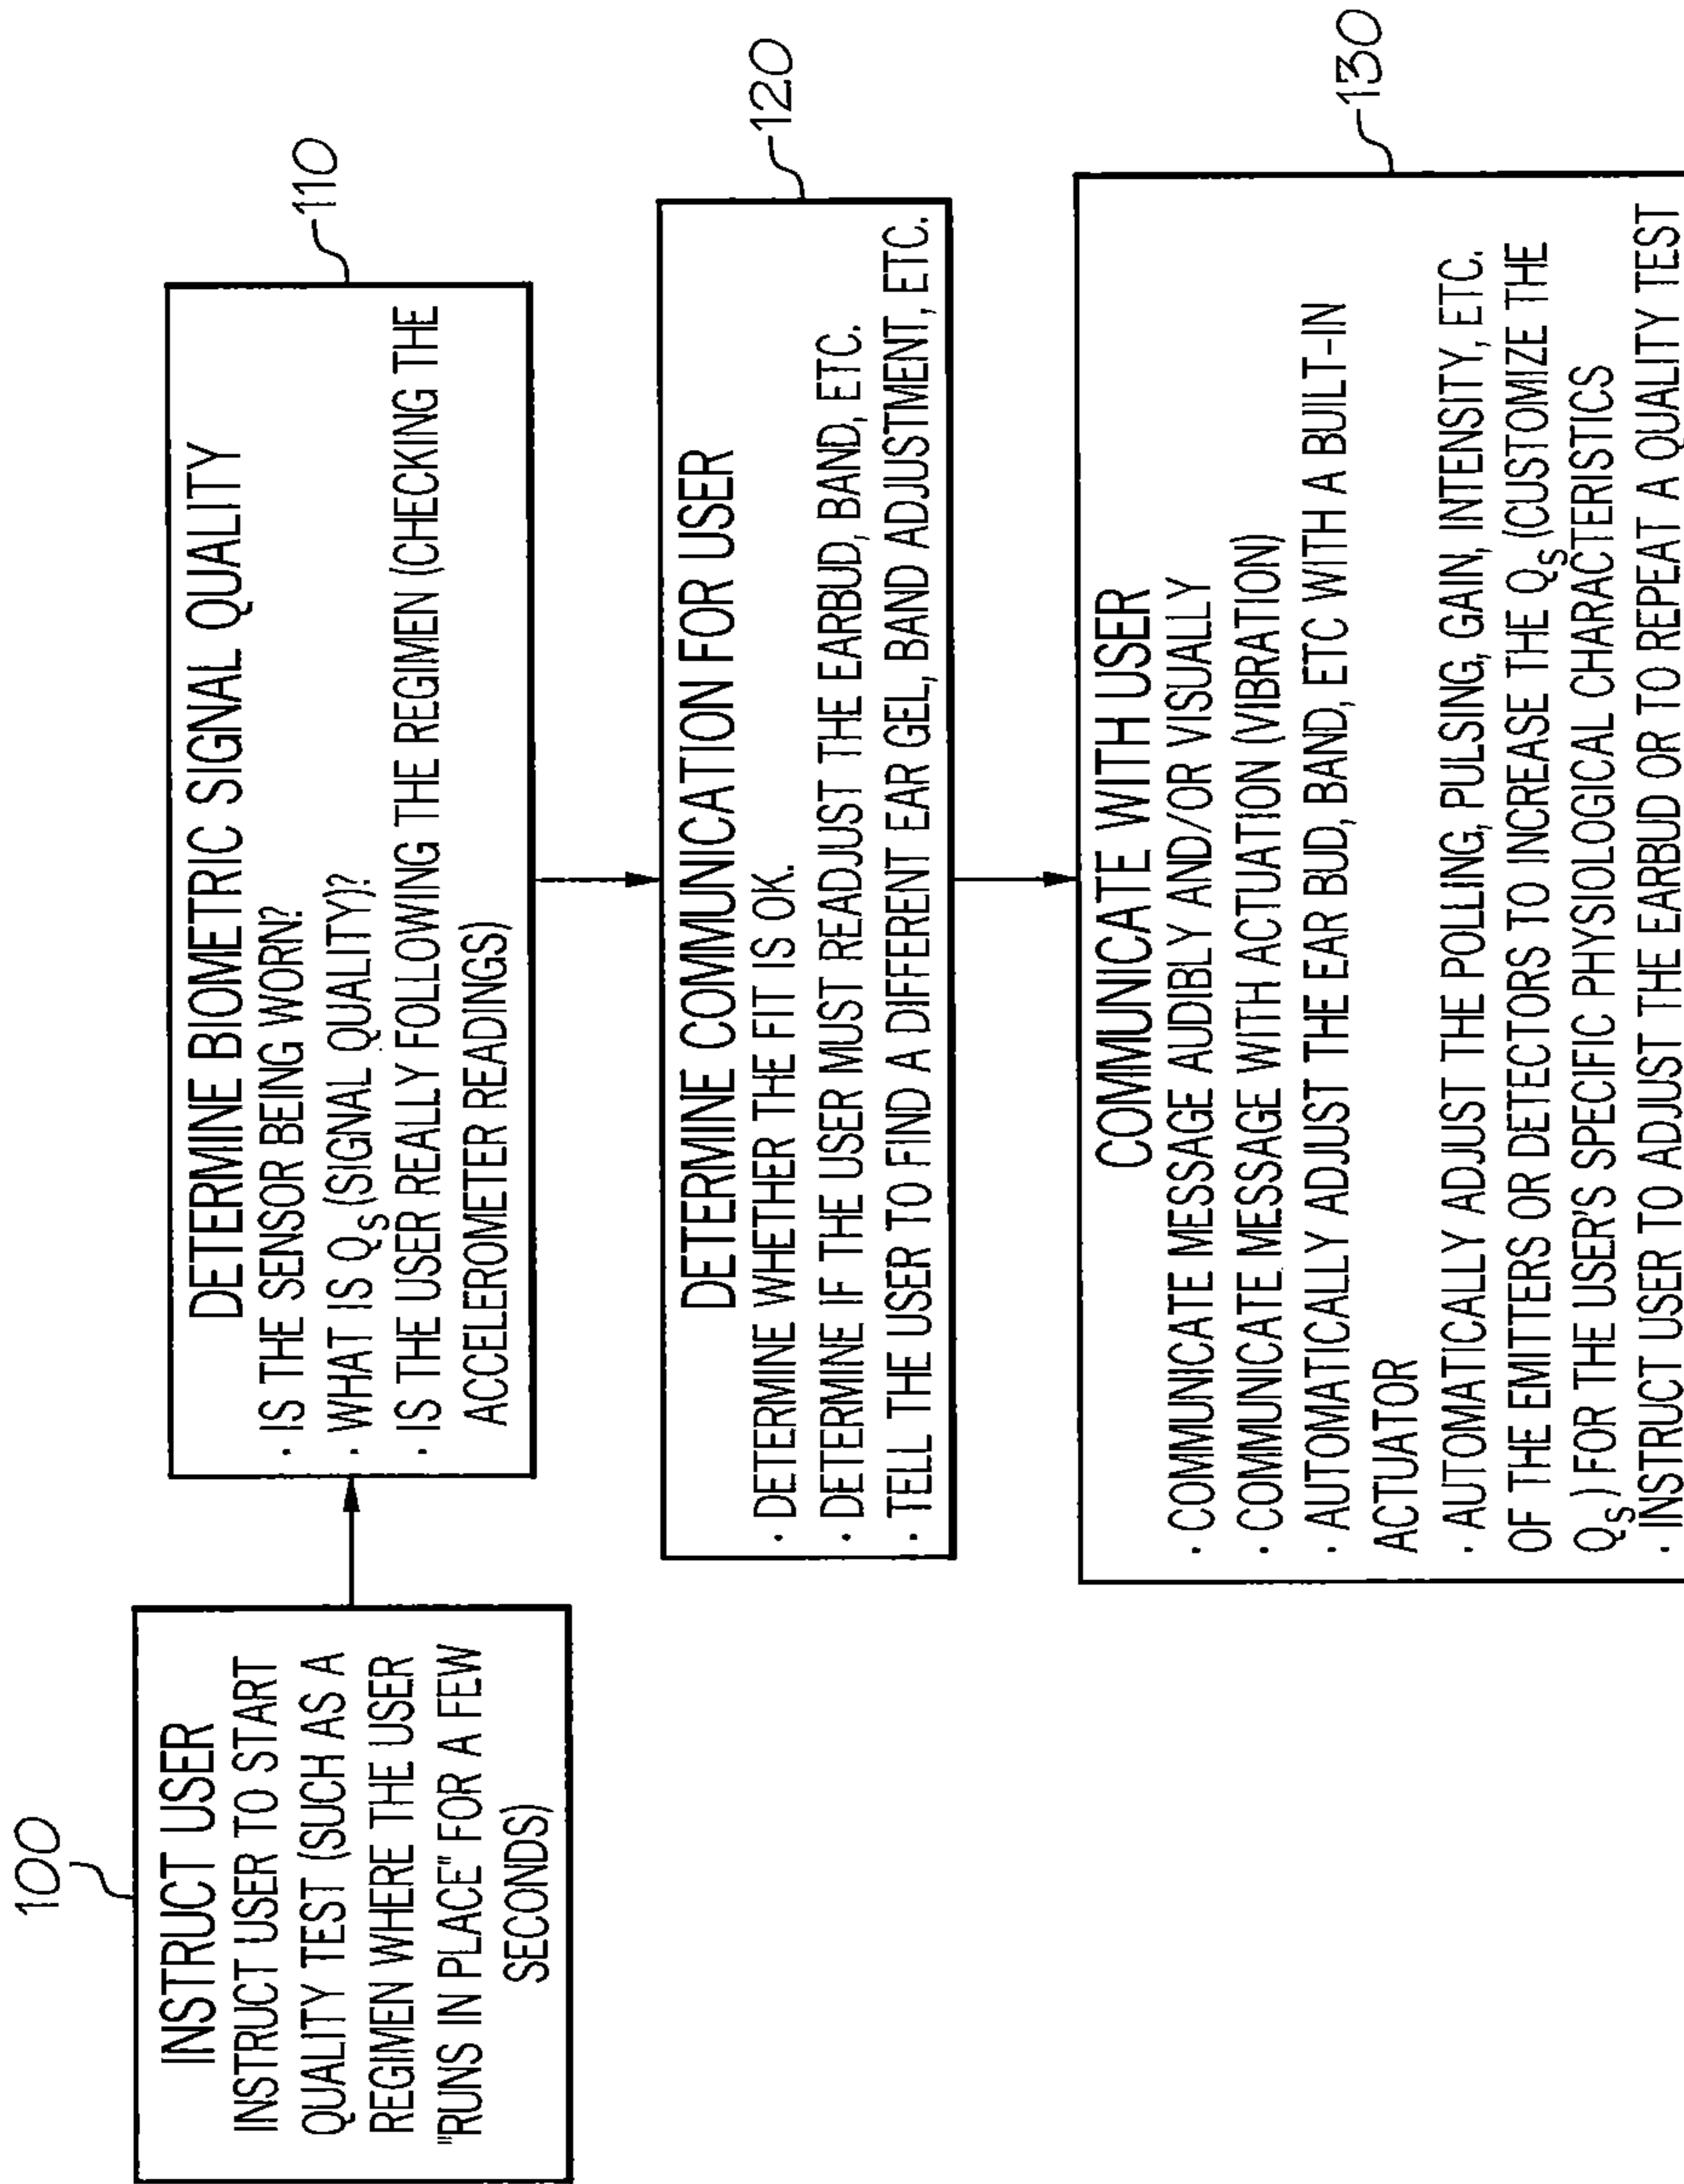 100
INSTRUCT USER
INSTRUCT USER TO START
QUALITY TEST (SUCH AS A
REGIMEN WHERE THE USER
"RUNS IN PLACE" FOR A FEW
SECONDS)
110
DETERMINE BIOMETRIC SIGNAL QUALITY
· IS THE SENSOR BEING WORN?
· WHAT IS Qs (SIGNAL QUALITY)?
· IS THE USER REALLY FOLLOWING THE REGIMEN (CHECKING THE
ACCELEROMETER READINGS)
120
DETERMINE COMMUNICATION FOR USER
· DETERMINE WHETHER THE FIT IS OK.
· DETERMINE IF THE USER MUST READJUST THE EARBUD, BAND, ETC.
· TELL THE USER TO FIND A DIFFERENT EAR GEL, BAND ADJUSTMENT, ETC.
130
COMMUNICATE WITH USER
· COMMUNICATE MESSAGE AUDIBLY AND/OR VISUALLY
· COMMUNICATE MESSAGE WITH ACTUATION (VIBRATION)
· AUTOMATICALLY ADJUST THE EAR BUD, BAND, ETC WITH A BUILT-IN
ACTUATOR
· AUTOMATICALLY ADJUST THE POLLING, PULSING, GAIN, INTENSITY, ETC.
OF THE EMITTERS OR DETECTORS TO INCREASE THE Qs (CUSTOMIZE THE
Qs) FOR THE USER'S SPECIFIC PHYSIOLOGICAL CHARACTERISTICS
· INSTRUCT USER TO ADJUST THE EARBUD OR TO REPEAT A QUALITY TEST